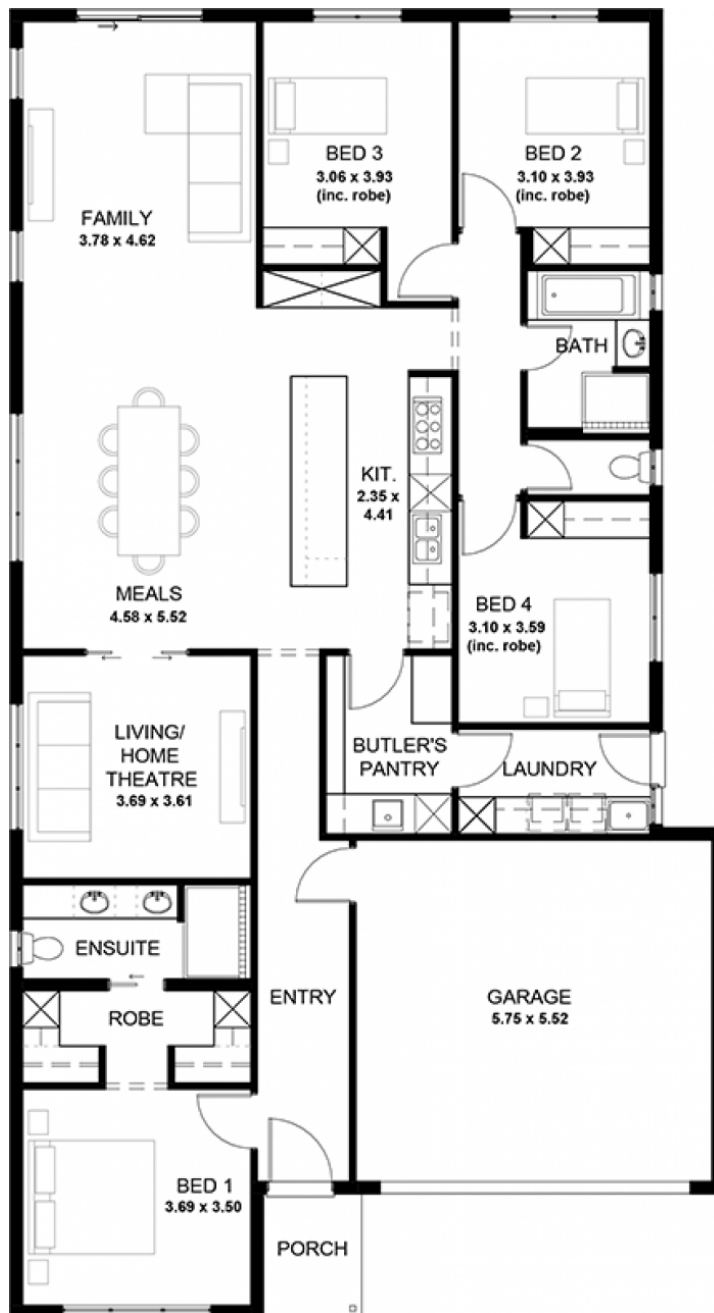 BED 3
3.06 x 3.93
(inc. robe)
BED 2
3.10 x 3.93
(inc. robe)
FAMILY
3.78 x 4.62
BATH
KIT.
2.35 x
4.41
MEALS
4.58 x 5.52
BED 4
3.10 x 3.59
(inc. robe)
LIVING/
HOME
THEATRE
3.69 x 3.61
BUTLER'S
PANTRY
LAUNDRY
ENSUITE
ROBE
ENTRY
GARAGE
5.75 x 5.52
BED 1
3.69 x 3.50
PORCH